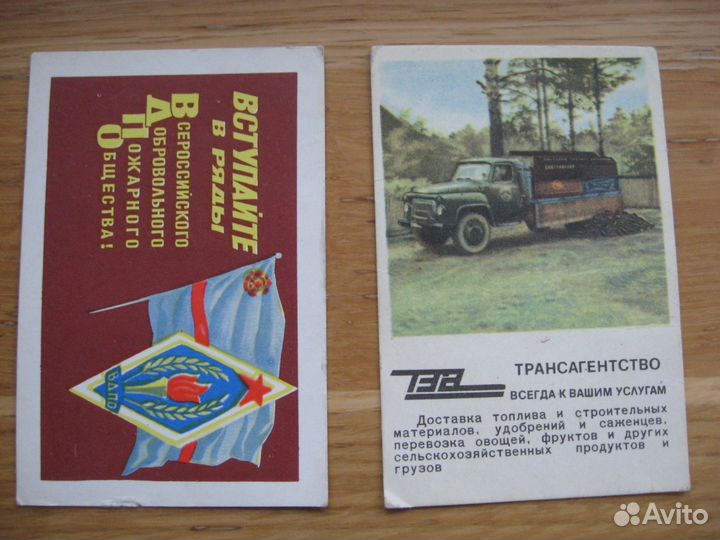 ВСТУПАЙТЕ
В РЯДЫ
ВСЕРОССИЙСКОГО
ДОБРОВОЛЬНОГО
ПОЖАРНОГО
ОБЩЕСТВА!
ВДПО
ТЭА
ТРАНСАГЕНТСТВО
ВСЕГДА К ВАШИМ УСЛУГАМ
Доставка топлива и строительных
материалов, удобрений и саженцев,
перевозка овощей, фруктов и других
сельскохозяйственных продуктов и
грузов
Avito